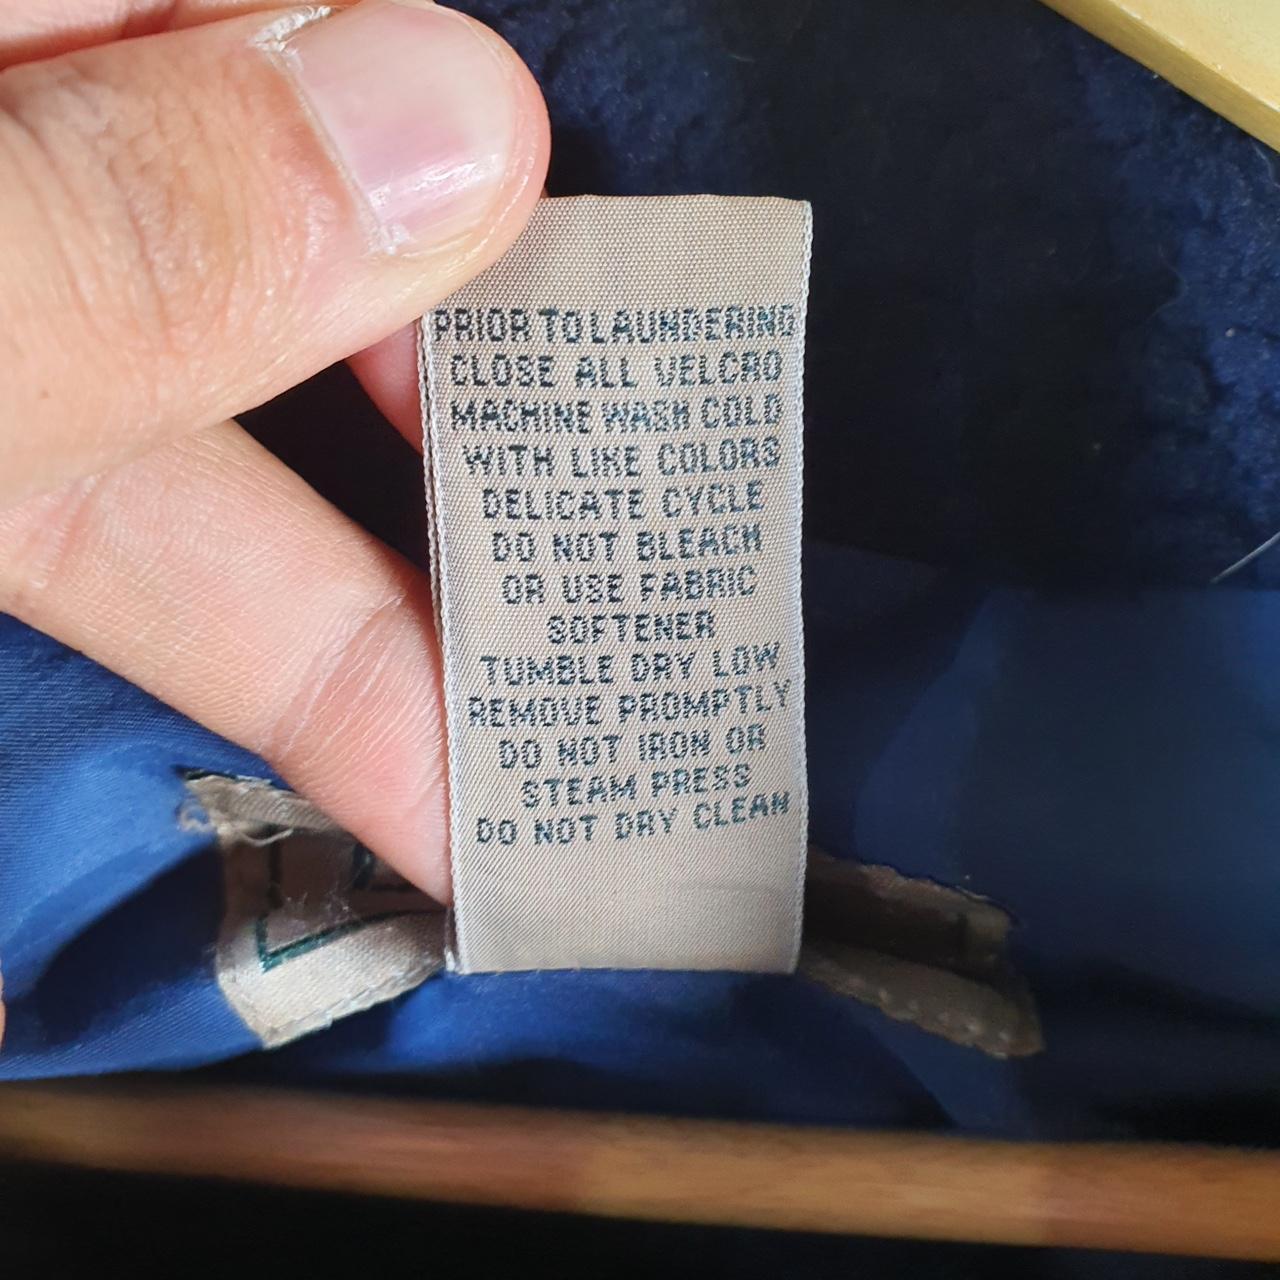 PRIOR TO LAUNDERING
CLOSE ALL VELCRO
MACHINE WASH COLD
WITH LIKE COLORS
DELICATE CYCLE
DO NOT BLEACH
OR USE FABRIC
SOFTENER
TUMBLE DRY LOW
REMOVE PROMPTLY
DO NOT IRON OR
STEAM PRESS
DO NOT DRY CLEAN